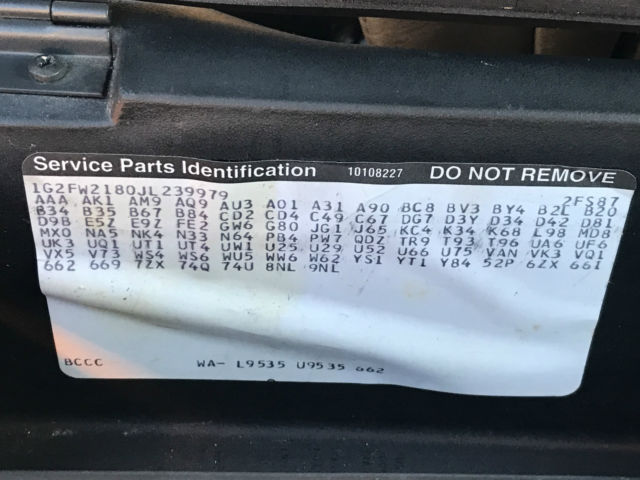 Service Parts Identification 10108227 DO NOT REMOVE
1G2FW2180JL239979 2FS87
AAA AK1 AM9 AQ9 AU3 A01 A31 A90 BC8 BV3 BY4 B2L B20
B34 B35 B67 B84 CD2 CD4 C49 C67 DG7 D3Y D34 D42 D81
D9B E5Z E9Z FE2 GW6 G80 JG1 J65 KC4 K34 K68 L98 MD8
MX0 NA5 NK4 N33 N64 PB4 PW7 QDZ TR9 T93 T96 UA6 UF6
UK3 UQ1 UT1 UT4 UW1 U25 U29 U52 U66 U75 VAN VK3 VQ1
VX5 V73 WS4 WS6 WU5 WW6 W62 YS1 YT1 Y84 52P 6ZX 66I
662 669 7ZX 74Q 74U 8NL 9NL
BCCC WA- L9535 U9535 662